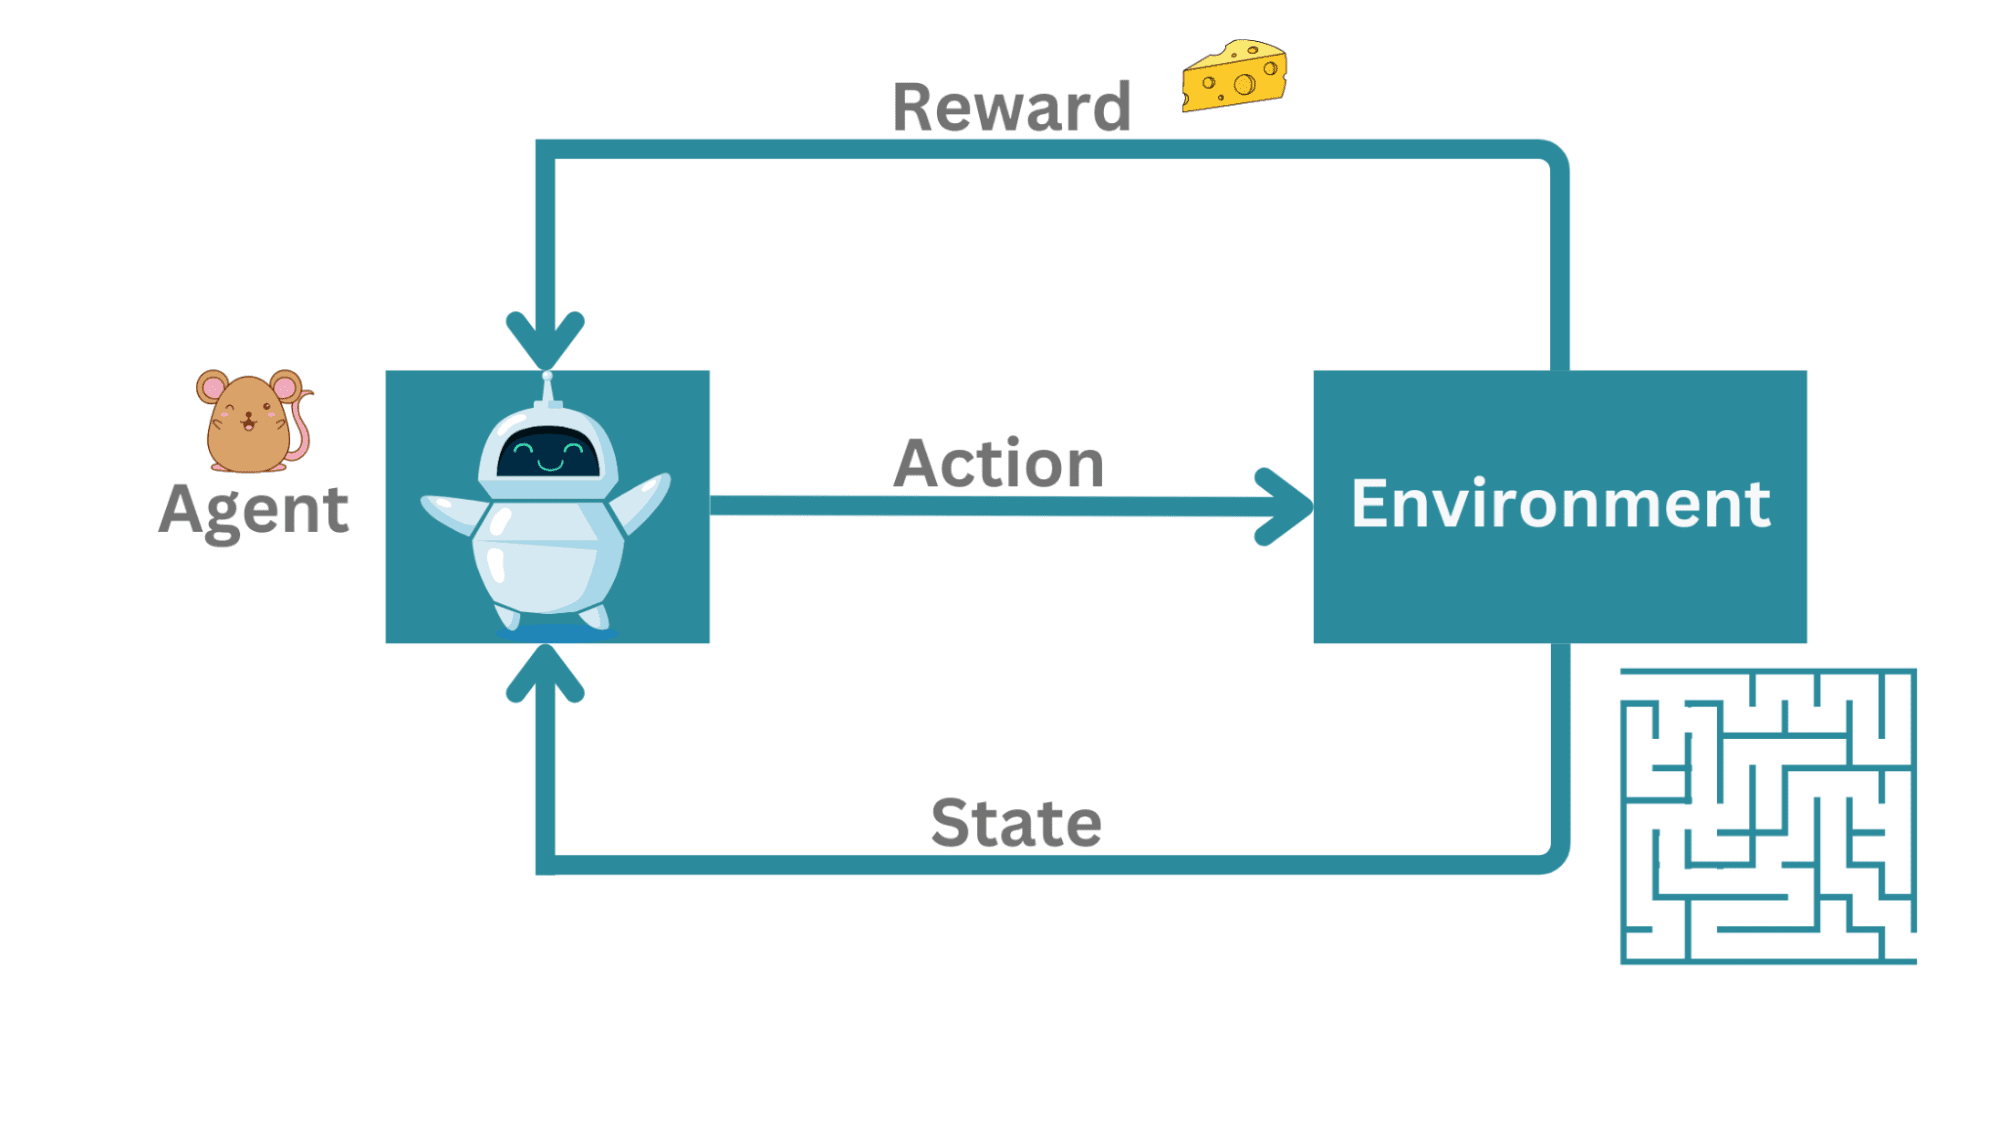 Reward
Agent
Action
Environment
State